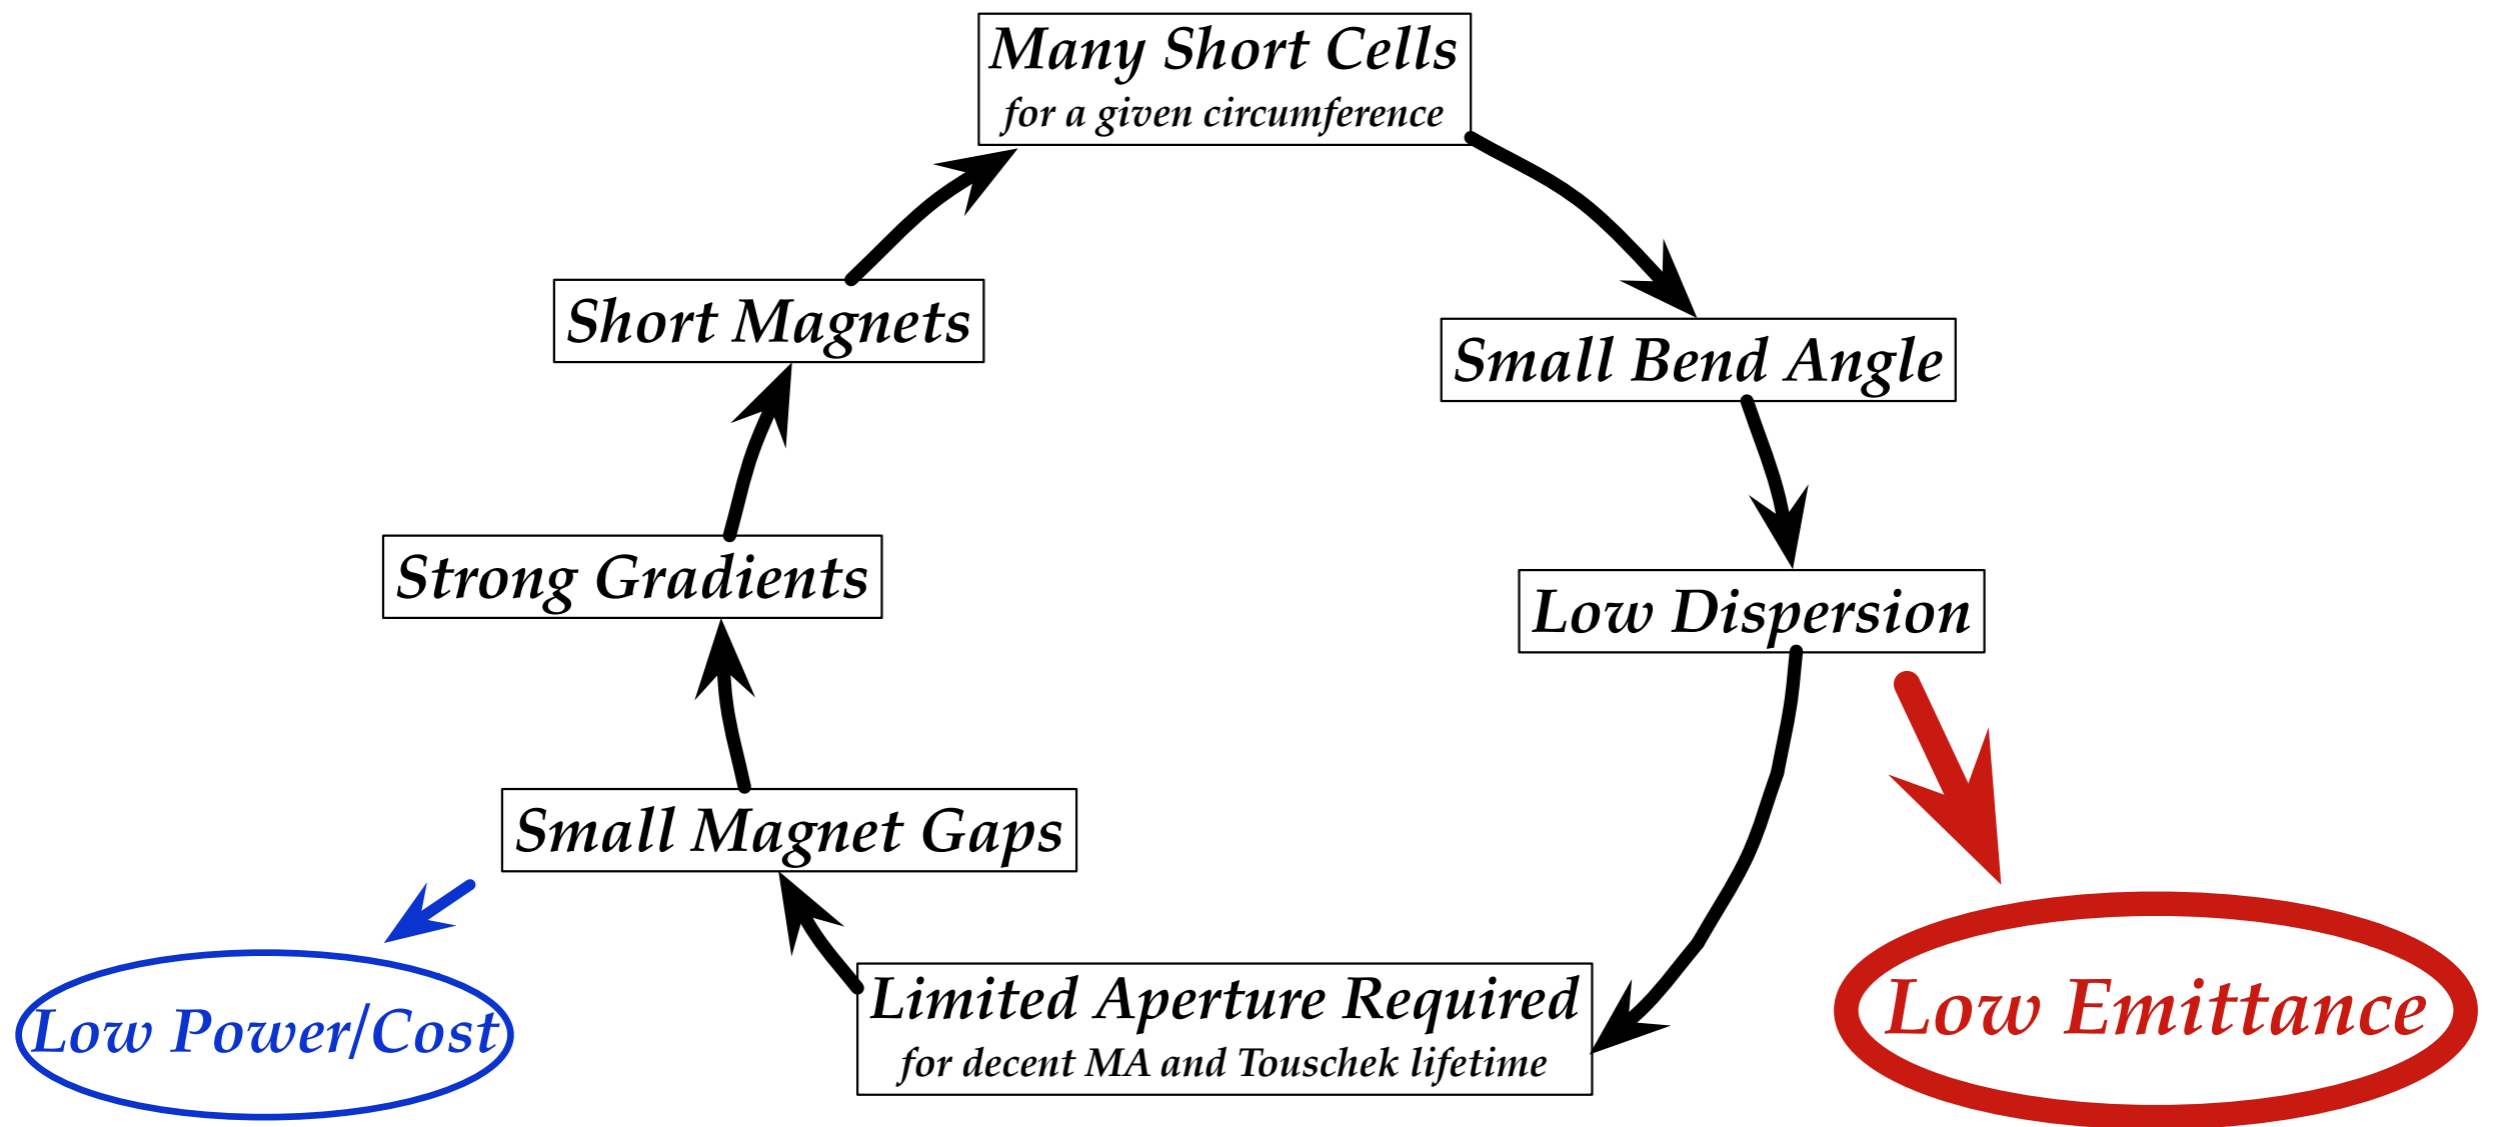 Many Short Cells
for a given circumference
Short Magnets
Small Bend Angle
Strong Gradients
Low Dispersion
Small Magnet Gaps
Limited Aperture Required
for decent MA and Touschek lifetime
Low Power/Cost
Low Emittance